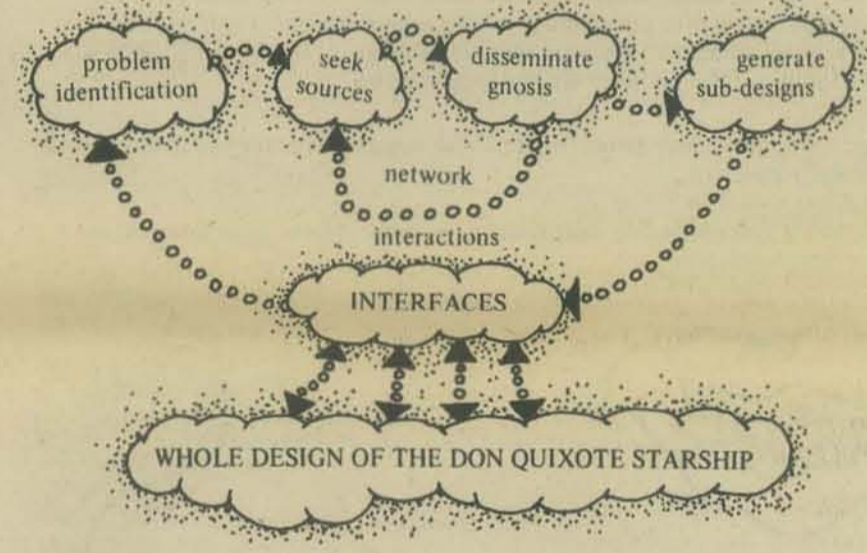 problem
identification
seek
sources
disseminate
gnosis
generate
sub-designs
network
interactions
INTERFACES
WHOLE DESIGN OF THE DON QUIXOTE STARSHIP